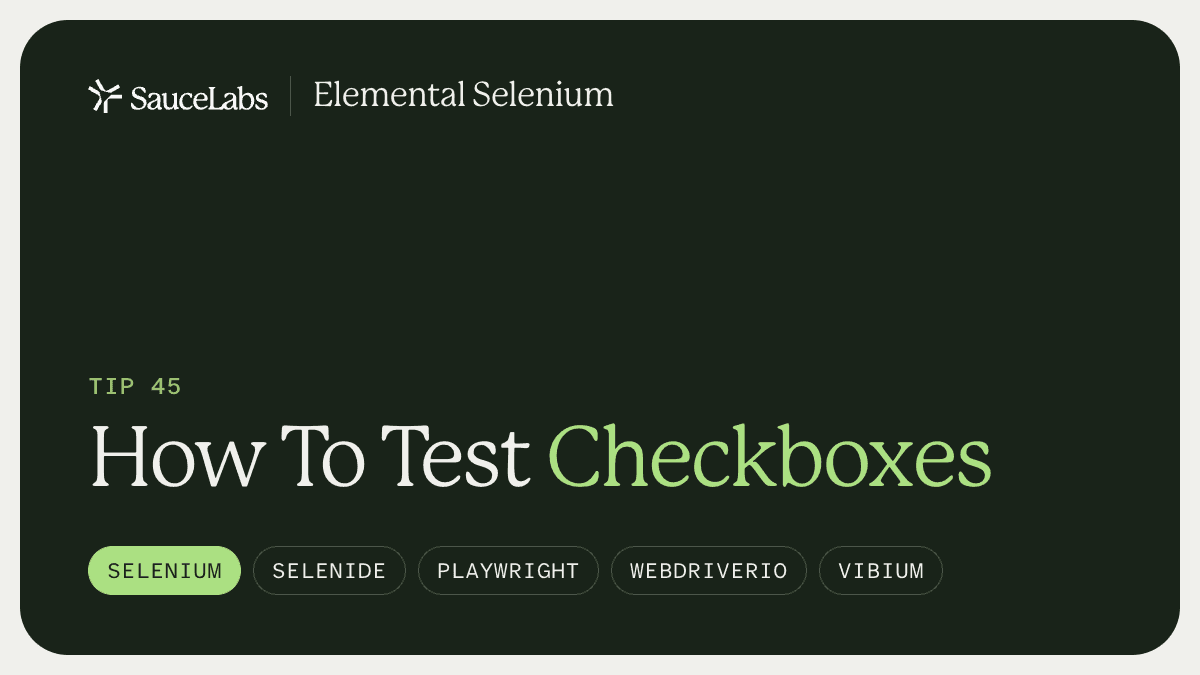 SauceLabs Elemental Selenium
TIP 45
How To Test Checkboxes
SELENIUM SELENIDE PLAYWRIGHT WEBDRIVERIO VIBIUM